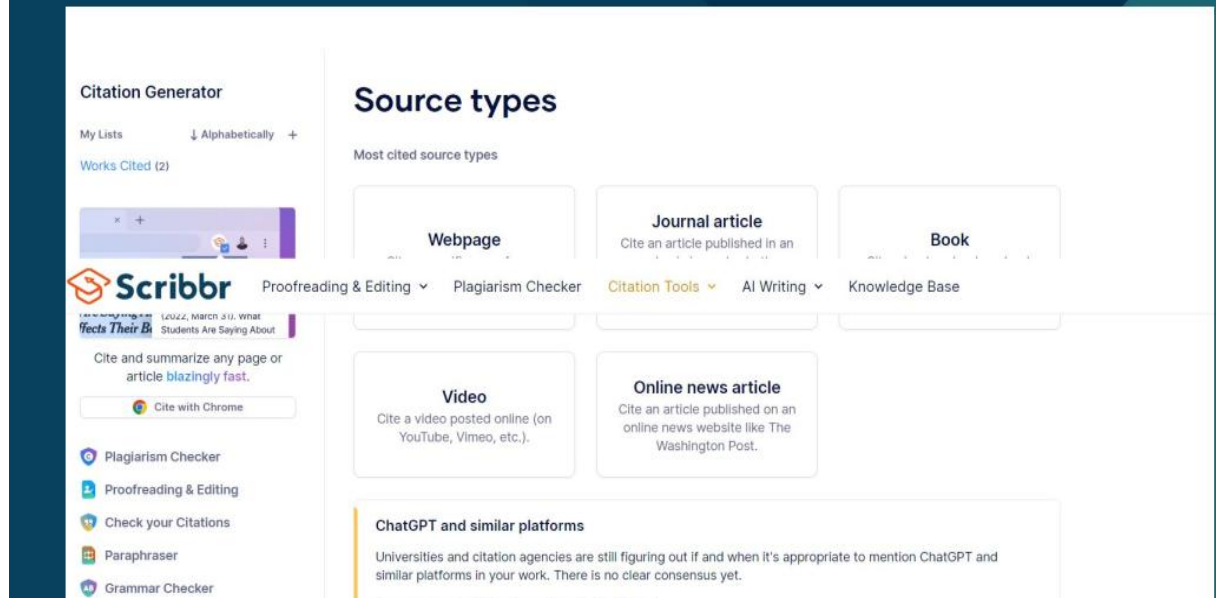 Citation Generator
My Lists ↓ Alphabetically +
Works Cited (2)
Source types
Most cited source types
Webpage
Journal article
Cite an article published in an
Book
Scribbr
Proofreading & Editing
Plagiarism Checker
Citation Tools
AI Writing
Knowledge Base
(2022, March 31). What
ffects Their Students Are Saying About
Cite and summarize any page or
article blazingly fast.
Cite with Chrome
Plagiarism Checker
Proofreading & Editing
Check your Citations
Paraphraser
Grammar Checker
Video
Cite a video posted online (on
YouTube, Vimeo, etc.).
Online news article
Cite an article published on an
online news website like The
Washington Post.
ChatGPT and similar platforms
Universities and citation agencies are still figuring out if and when it's appropriate to mention ChatGPT and
similar platforms in your work. There is no clear consensus yet.